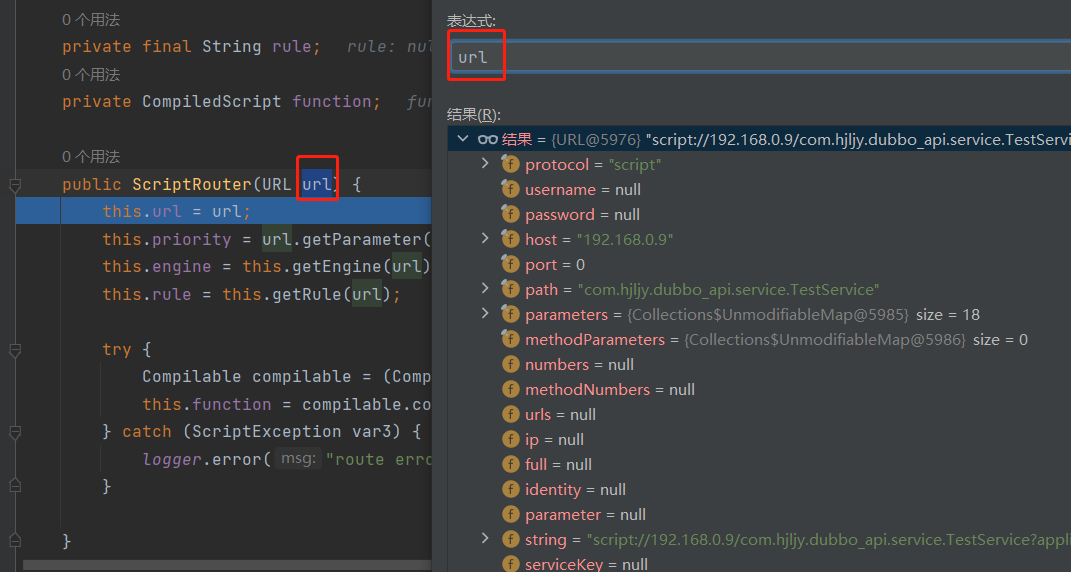 0 个用法
private final String rule;   rule: nul
0 个用法
private CompiledScript function;   fun
0 个用法
public ScriptRouter(URL url) {
this.url = url;
this.priority = url.getParameter(
this.engine = this.getEngine(url)
this.rule = this.getRule(url);
try {
Compilable compilable = (Comp
this.function = compilable.co
} catch (ScriptException var3) {
logger.error( msg: "route erro
}
}
表达式:
url
结果(R):
结果 = {URL@5976} "script://192.168.0.9/com.hjljy.dubbo_api.service.TestServi
protocol = "script"
username = null
password = null
host = "192.168.0.9"
port = 0
path = "com.hjljy.dubbo_api.service.TestService"
parameters = {Collections$UnmodifiableMap@5985} size = 18
methodParameters = {Collections$UnmodifiableMap@5986} size = 0
numbers = null
methodNumbers = null
urls = null
ip = null
full = null
identity = null
parameter = null
string = "script://192.168.0.9/com.hjljy.dubbo_api.service.TestService?appli
serviceKey = null